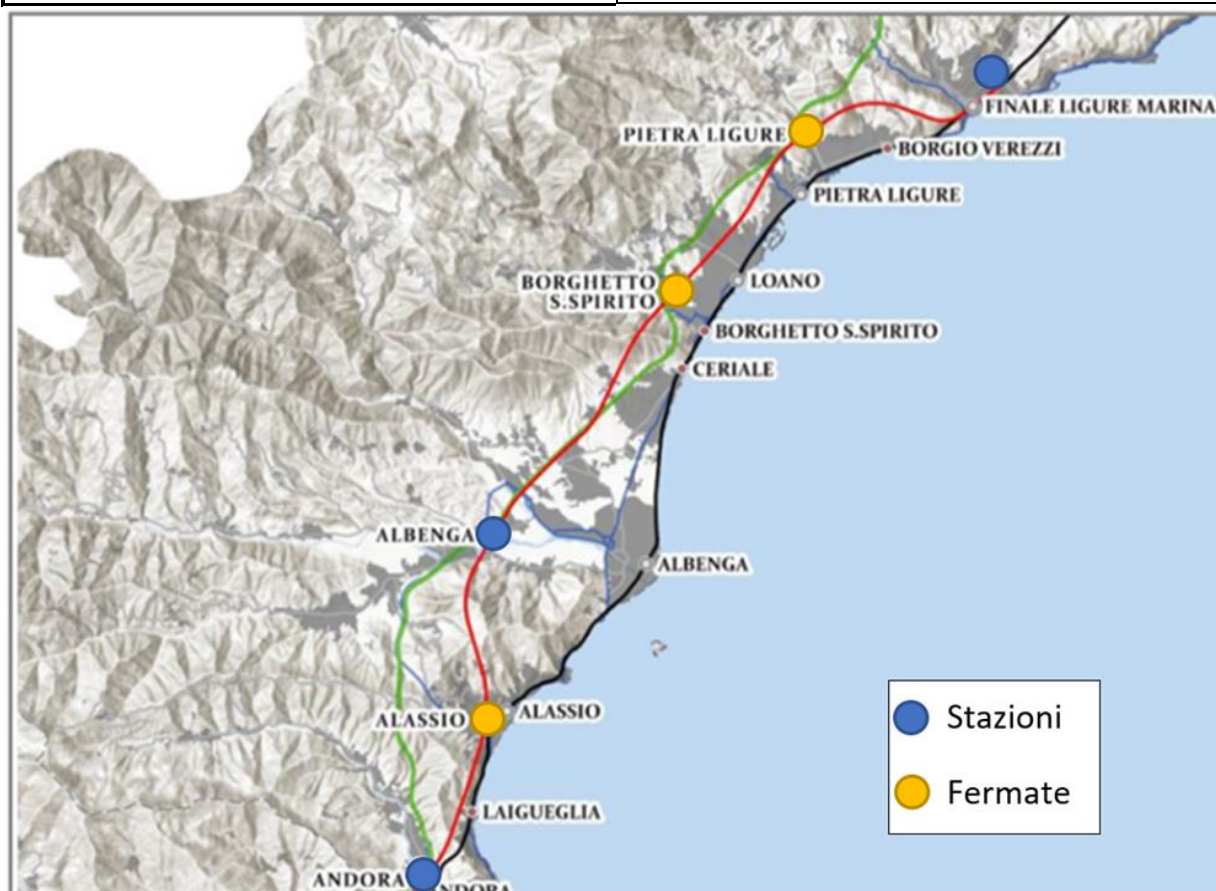 FINALE LIGURE MARINA
PIETRA LIGURE
BORGIO VEREZZI
PIETRA LIGURE
BORGHETTO
S.SPIRITO
LOANO
BORGHETTO S.SPIRITO
CERIALE
ALBENGA
ALBENGA
ALASSIO
ALASSIO
Stazioni
Fermate
LAIGUEGLIA
ANDORA
ANDORA